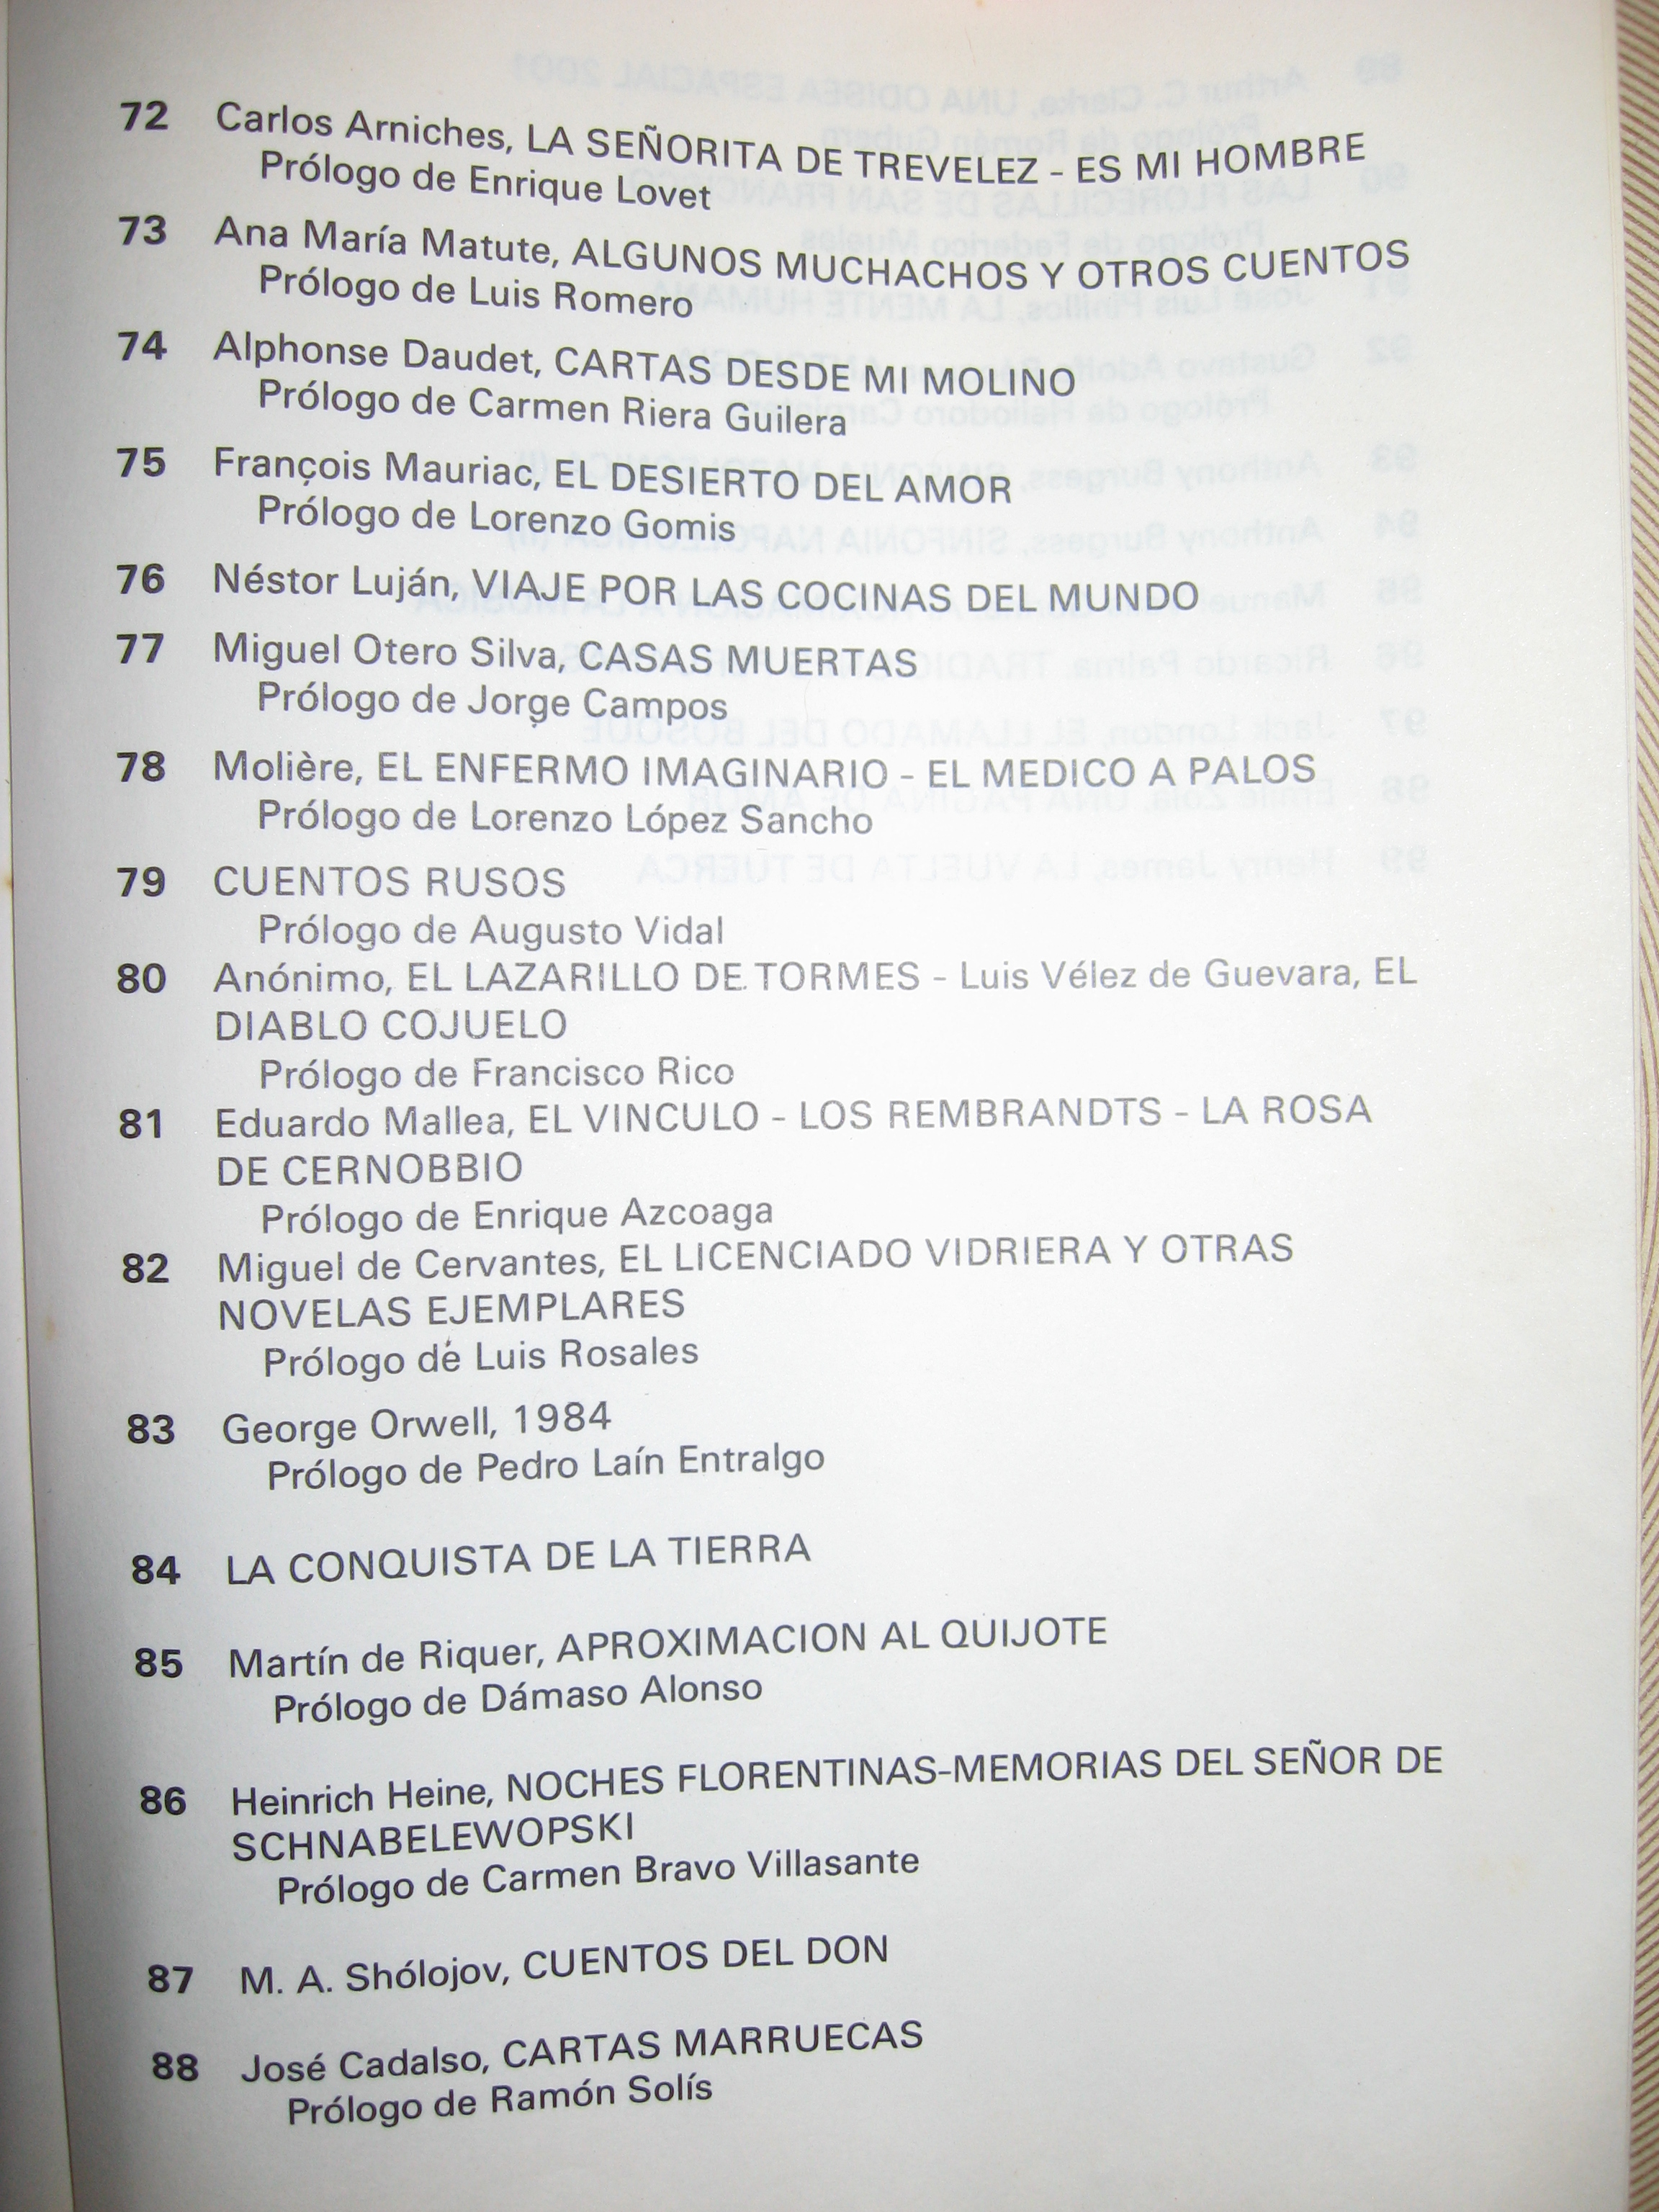 72 Carlos Arniches, LA SEÑORITA DE TREVELEZ - ES MI HOMBRE
Prólogo de Enrique Lovet
73 Ana María Matute, ALGUNOS MUCHACHOS Y OTROS CUENTOS
Prólogo de Luis Romero
74 Alphonse Daudet, CARTAS DESDE MI MOLINO
Prólogo de Carmen Riera Guilera
75 François Mauriac, EL DESIERTO DEL AMOR
Prólogo de Lorenzo Gomis
76 Néstor Luján, VIAJE POR LAS COCINAS DEL MUNDO
77 Miguel Otero Silva, CASAS MUERTAS
Prólogo de Jorge Campos
78 Molière, EL ENFERMO IMAGINARIO - EL MEDICO A PALOS
Prólogo de Lorenzo López Sancho
79 CUENTOS RUSOS
Prólogo de Augusto Vidal
80 Anónimo, EL LAZARILLO DE TORMES - Luis Vélez de Guevara, EL
DIABLO COJUELO
Prólogo de Francisco Rico
81 Eduardo Mallea, EL VINCULO - LOS REMBRANDTS - LA ROSA
DE CERNOBBIO
Prólogo de Enrique Azcoaga
82 Miguel de Cervantes, EL LICENCIADO VIDRIERA Y OTRAS
NOVELAS EJEMPLARES
Prólogo de Luis Rosales
83 George Orwell, 1984
Prólogo de Pedro Laín Entralgo
84 LA CONQUISTA DE LA TIERRA
85 Martín de Riquer, APROXIMACION AL QUIJOTE
Prólogo de Dámaso Alonso
86 Heinrich Heine, NOCHES FLORENTINAS-MEMORIAS DEL SEÑOR DE
SCHNABELEWOPSKI
Prólogo de Carmen Bravo Villasante
87 M. A. Shólojov, CUENTOS DEL DON
88 José Cadalso, CARTAS MARRUECAS
Prólogo de Ramón Solís